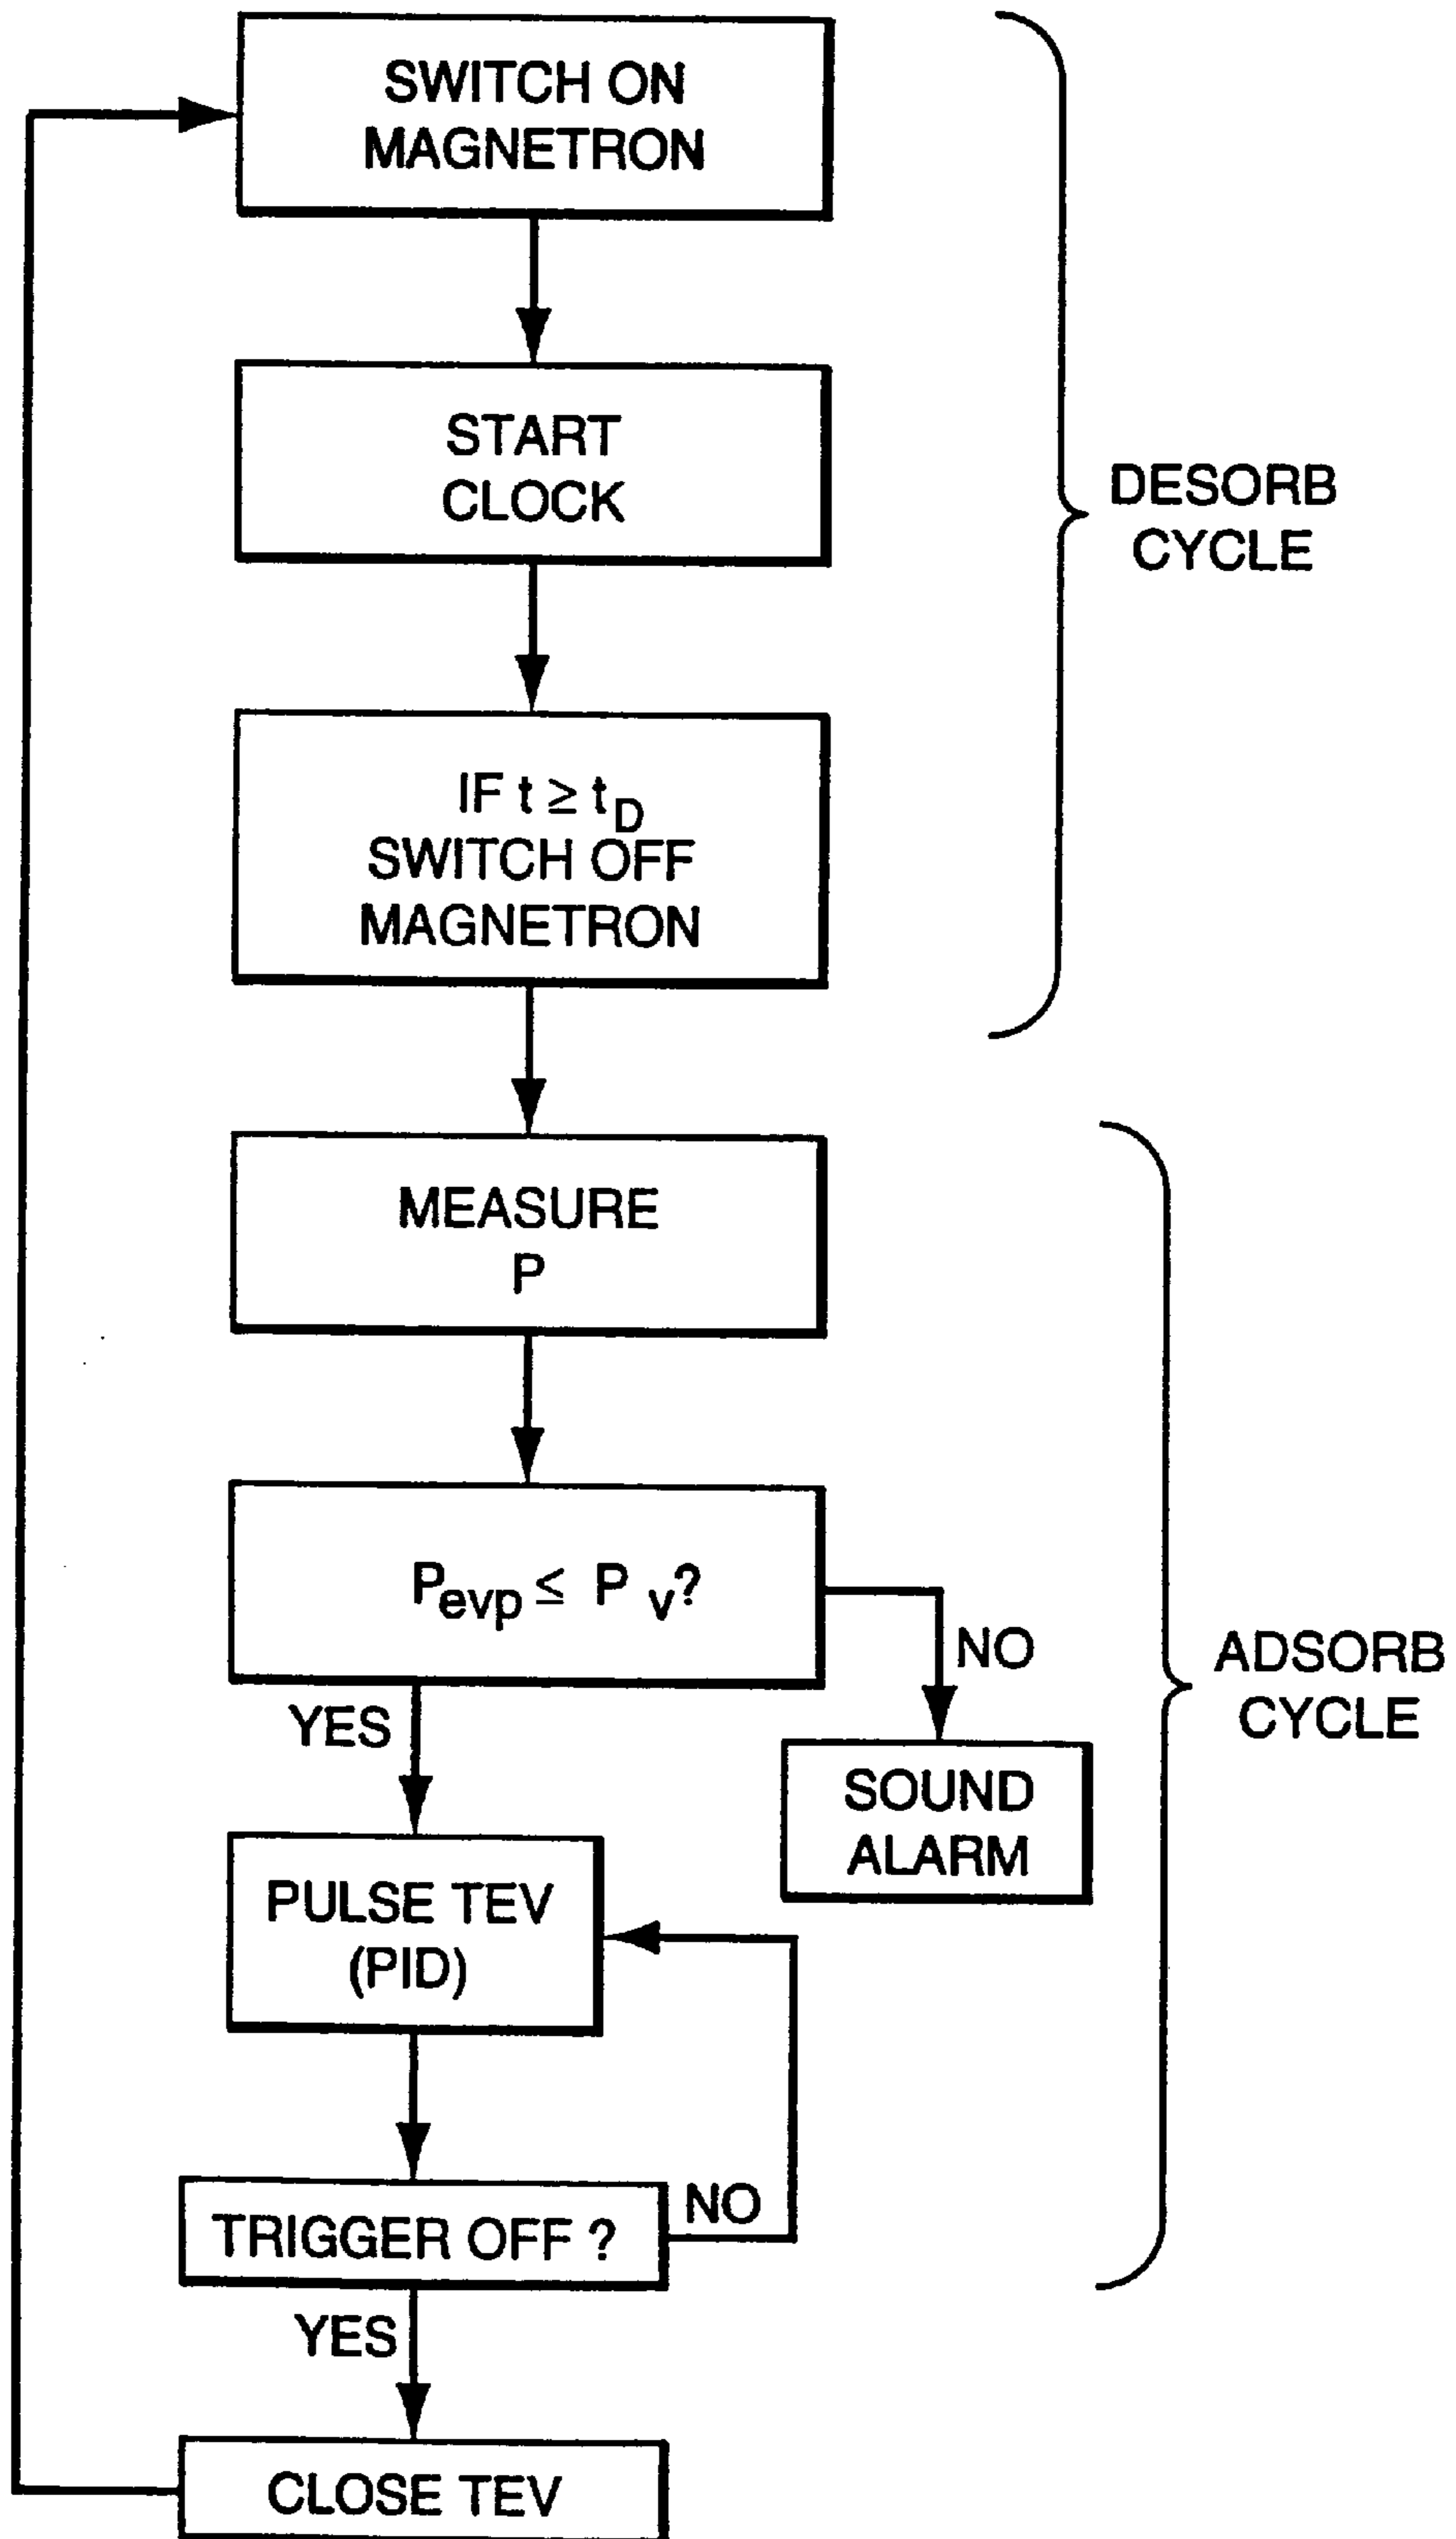 SWITCH ON
MAGNETRON
START
CLOCK
DESORB
CYCLE
IF t ≥ tD
SWITCH OFF
MAGNETRON
MEASURE
P
Pevp ≤ P v?
NO
YES
ADSORB
CYCLE
SOUND
ALARM
PULSE TEV
(PID)
TRIGGER OFF ?
NO
YES
CLOSE TEV